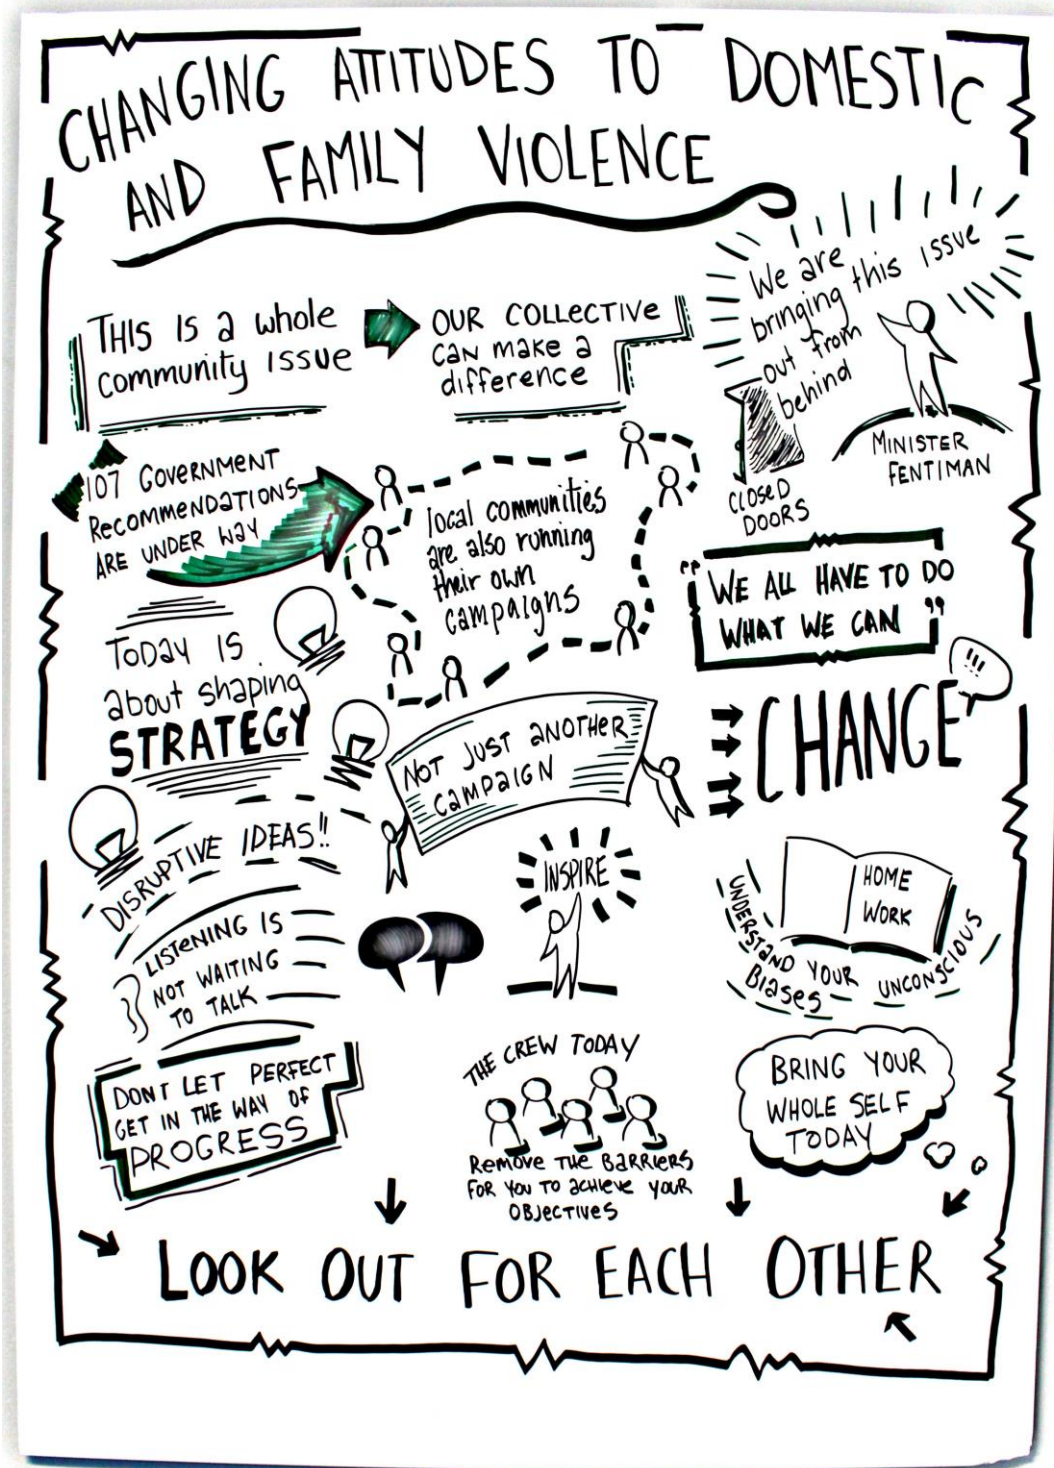 CHANGING ATTITUDES TO DOMESTIC
AND FAMILY VIOLENCE
THIS IS a whole
community issue
OUR COLLECTIVE
CAN make a
difference
We are
bringing this issue
out from
behind
CLOSED
DOORS
MINISTER
FENTIMAN
107 GOVERNMENT
RECOMMENDATIONS
ARE UNDER WAY
local communities
are also running
their own
campaigns
"WE ALL HAVE TO DO
WHAT WE CAN"
TODAY IS
about shaping
STRATEGY
NOT JUST ANOTHER
CAMPAIGN
CHANGE
!!!
DISRUPTIVE IDEAS!!
INSPIRE
HOME
WORK
UNDERSTAND YOUR UNCONSCIOUS
BIASES
LISTENING IS
NOT WAITING
TO TALK
DONT LET PERFECT
GET IN THE WAY OF
PROGRESS
THE CREW TODAY
REMOVE THE BARRIERS
FOR YOU TO ACHIEVE YOUR
OBJECTIVES
BRING YOUR
WHOLE SELF
TODAY
LOOK OUT FOR EACH OTHER